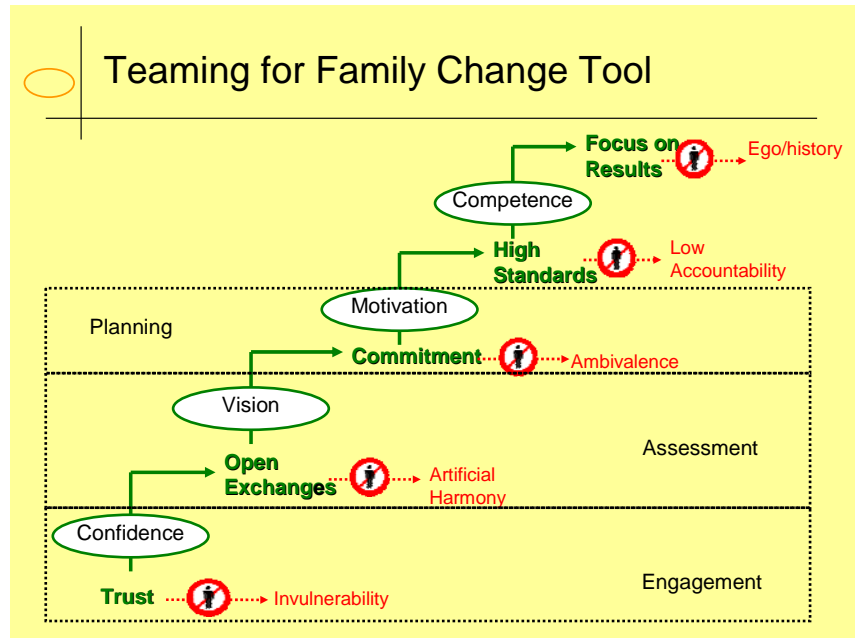 Teaming for Family Change Tool
Focus on
Results
Ego/history
Competence
High
Standards
Low
Accountability
Motivation
Planning
Commitment
Ambivalence
Vision
Assessment
Open
Exchanges
Artificial
Harmony
Confidence
Engagement
Trust
Invulnerability